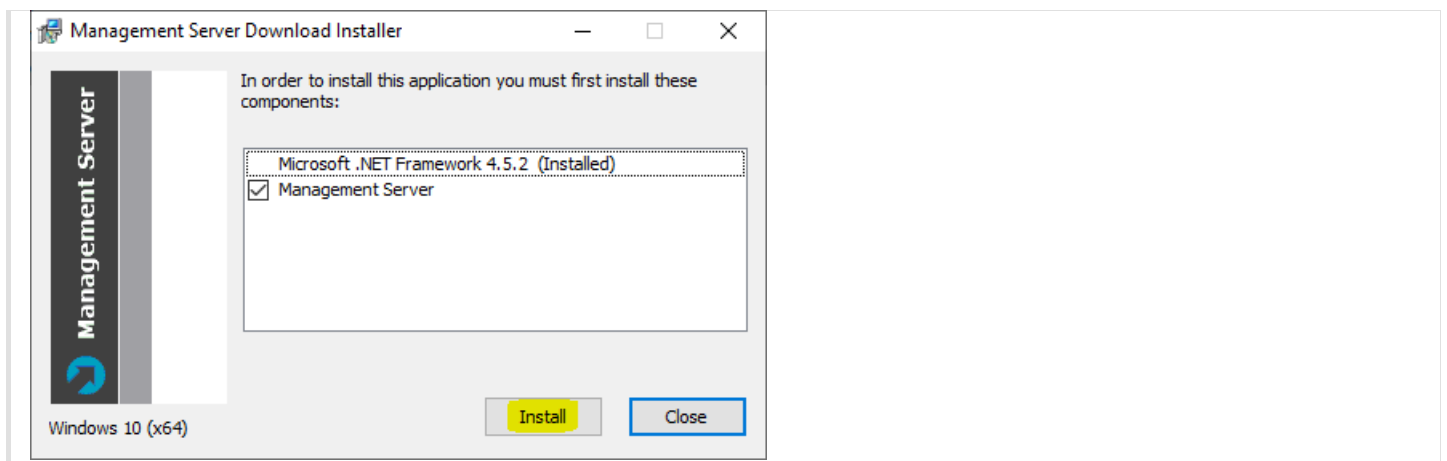 Management Server Download Installer
Management Server
In order to install this application you must first install these
components:
Microsoft .NET Framework 4.5.2 (Installed)
Management Server
Install
Close
Windows 10 (x64)